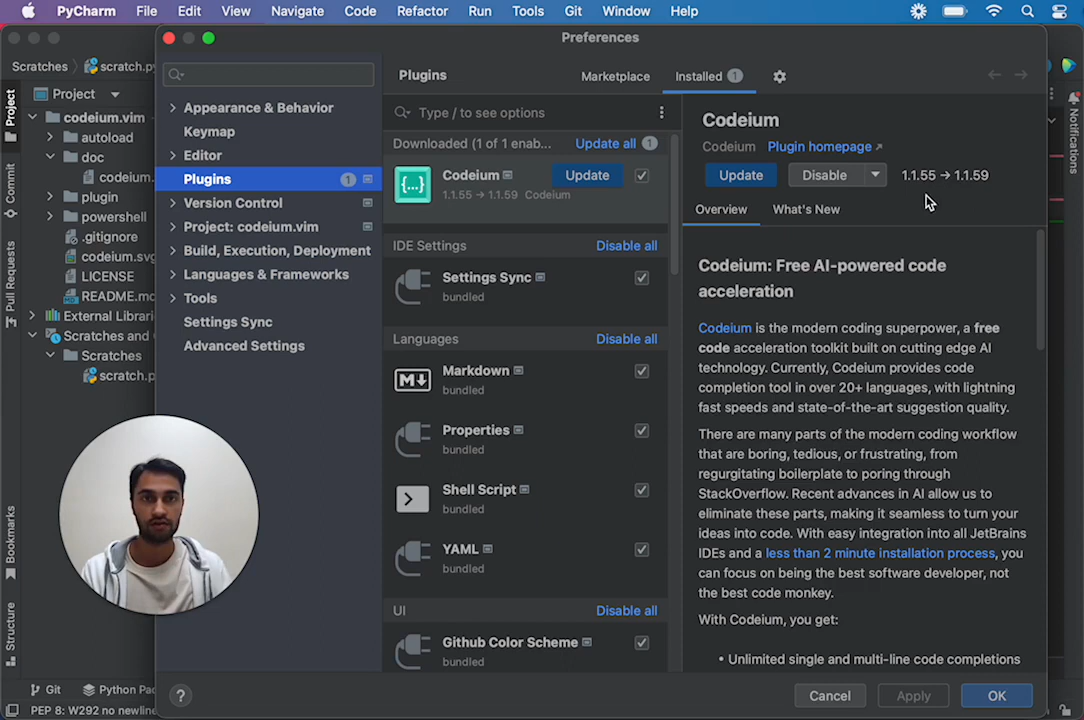 PyCharm File Edit View Navigate Code Refactor Run Tools Git Window Help
Preferences
Scratches scratch.py
Project
Project
Commit
Pull Requests
Bookmarks
Structure
codeium.vim
autoload
doc
codeium.
plugin
powershell
.gitignore
codeium.svg
LICENSE
README.md
External Librari
Scratches and
Scratches
scratch.p
Appearance & Behavior
Keymap
Editor
Plugins 1
Version Control
Project: codeium.vim
Build, Execution, Deployment
Languages & Frameworks
Tools
Settings Sync
Advanced Settings
Plugins Marketplace Installed 1
Type / to see options
Downloaded (1 of 1 enab... Update all 1
Codeium Update
1.1.55 → 1.1.59 Codeium
IDE Settings Disable all
Settings Sync
bundled
Languages Disable all
Markdown
bundled
Properties
bundled
Shell Script
bundled
YAML
bundled
UI Disable all
Github Color Scheme
bundled
Codeium
Codeium Plugin homepage ↗
Update Disable 1.1.55 → 1.1.59
Overview What's New
Codeium: Free AI-powered code
acceleration
Codeium is the modern coding superpower, a free
code acceleration toolkit built on cutting edge AI
technology. Currently, Codeium provides code
completion tool in over 20+ languages, with lightning
fast speeds and state-of-the-art suggestion quality.
There are many parts of the modern coding workflow
that are boring, tedious, or frustrating, from
regurgitating boilerplate to poring through
StackOverflow. Recent advances in AI allow us to
eliminate these parts, making it seamless to turn your
ideas into code. With easy integration into all JetBrains
IDEs and a less than 2 minute installation process, you
can focus on being the best software developer, not
the best code monkey.
With Codeium, you get:
• Unlimited single and multi-line code completions
Notifications
? Cancel Apply OK
Git Python Pac
PEP 8: W292 no newline